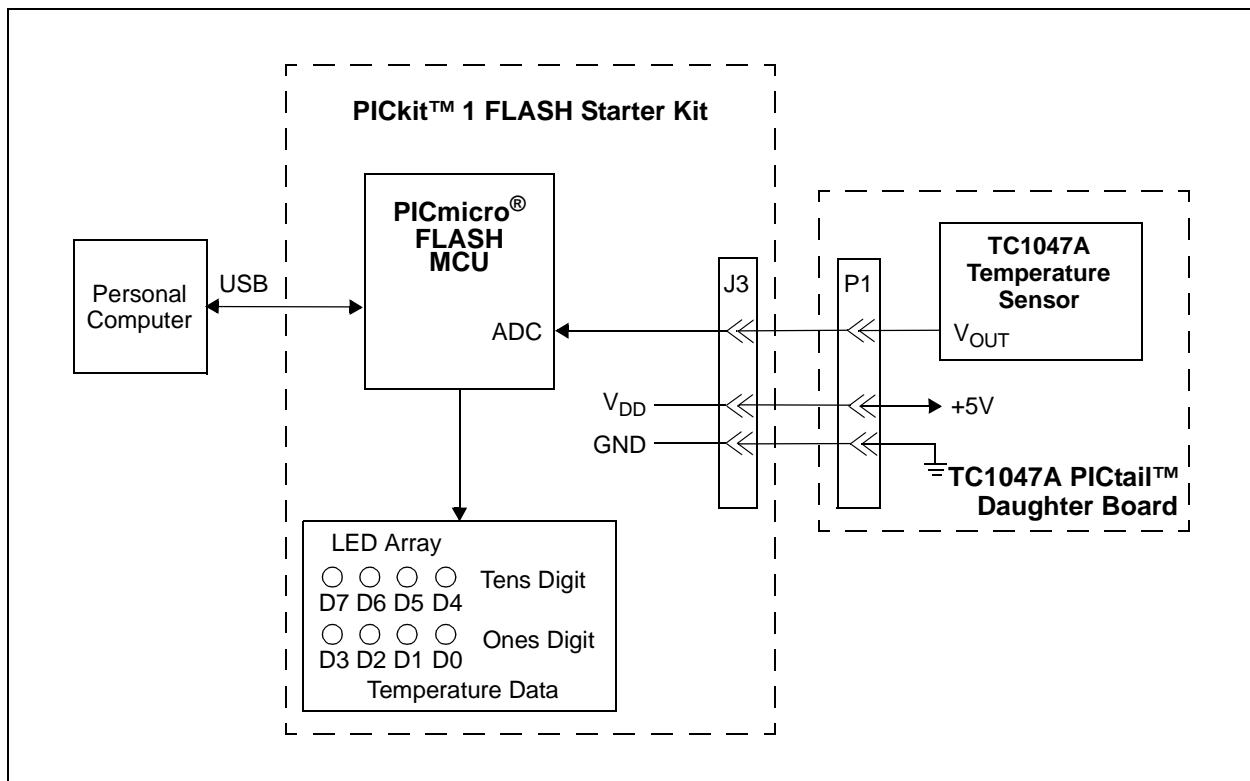 PICkit™ 1 FLASH Starter Kit
PICmicro®
FLASH
MCU
ADC
Personal
Computer
USB
J3
P1
TC1047A
Temperature
Sensor
VOUT
VDD
GND
+5V
TC1047A PICtail™
Daughter Board
LED Array
Tens Digit
D7 D6 D5 D4
Ones Digit
D3 D2 D1 D0
Temperature Data